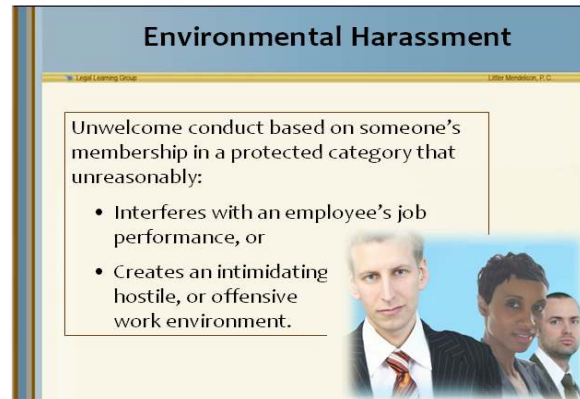 Environmental Harassment
Legal Learning Group
Littler Mendelson, P.C.
Unwelcome conduct based on someone's
membership in a protected category that
unreasonably:
• Interferes with an employee's job
performance, or
• Creates an intimidating
hostile, or offensive
work environment.